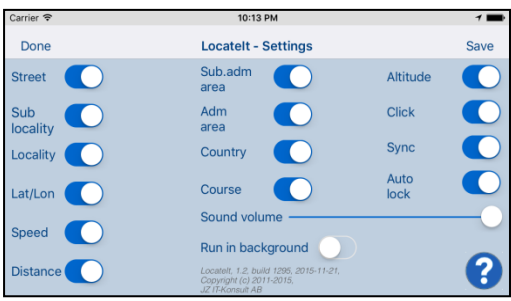 Carrier 10:13 PM
Done LocateIt - Settings Save
Street Sub.adm area Altitude
Sub locality Adm area Click
Locality Country Sync
Lat/Lon Course Auto lock
Speed Sound volume
Run in background
Distance LocateIt, 1.2, build 1295, 2015-11-21,
Copyright (c) 2011-2015,
JZ IT-Konsult AB
?